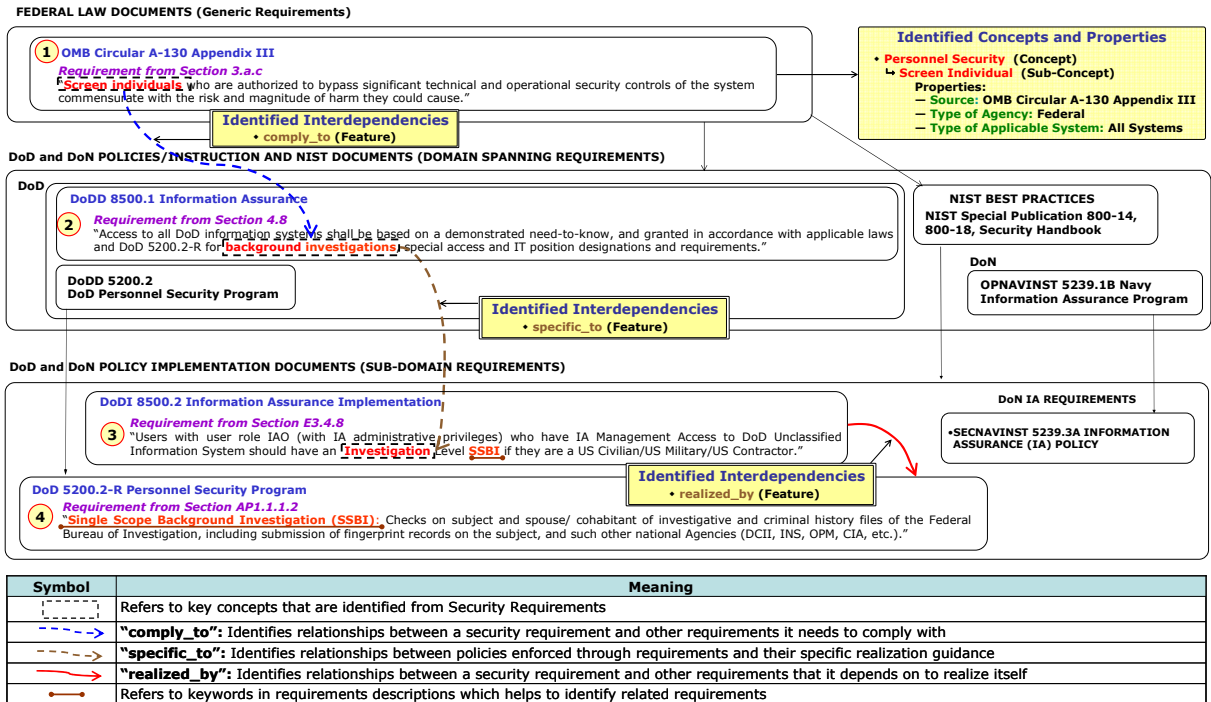 FEDERAL LAW DOCUMENTS (Generic Requirements)
1 OMB Circular A-130 Appendix III
Requirement from Section 3.a.c
"Screen individuals who are authorized to bypass significant technical and operational security controls of the system
commensurate with the risk and magnitude of harm they could cause."
Identified Concepts and Properties
• Personnel Security (Concept)
↳ Screen Individual (Sub-Concept)
Properties:
— Source: OMB Circular A-130 Appendix III
— Type of Agency: Federal
— Type of Applicable System: All Systems
Identified Interdependencies
• comply_to (Feature)
DoD and DoN POLICIES/INSTRUCTION AND NIST DOCUMENTS (DOMAIN SPANNING REQUIREMENTS)
DoD
DoDD 8500.1 Information Assurance
2 Requirement from Section 4.8
"Access to all DoD information systems shall be based on a demonstrated need-to-know, and granted in accordance with applicable laws
and DoD 5200.2-R for background investigations, special access and IT position designations and requirements."
DoDD 5200.2
DoD Personnel Security Program
NIST BEST PRACTICES
NIST Special Publication 800-14,
800-18, Security Handbook
DoN
OPNAVINST 5239.1B Navy
Information Assurance Program
Identified Interdependencies
• specific_to (Feature)
DoD and DoN POLICY IMPLEMENTATION DOCUMENTS (SUB-DOMAIN REQUIREMENTS)
DoDI 8500.2 Information Assurance Implementation
3 Requirement from Section E3.4.8
"Users with user role IAO (with IA administrative privileges) who have IA Management Access to DoD Unclassified
Information System should have an Investigation Level SSBI if they are a US Civilian/US Military/US Contractor."
DoN IA REQUIREMENTS
•SECNAVINST 5239.3A INFORMATION
ASSURANCE (IA) POLICY
Identified Interdependencies
• realized_by (Feature)
DoD 5200.2-R Personnel Security Program
4 Requirement from Section AP1.1.1.2
"Single Scope Background Investigation (SSBI): Checks on subject and spouse/ cohabitant of investigative and criminal history files of the Federal
Bureau of Investigation, including submission of fingerprint records on the subject, and such other national Agencies (DCII, INS, OPM, CIA, etc.)."
Symbol Meaning
Refers to key concepts that are identified from Security Requirements
"comply_to": Identifies relationships between a security requirement and other requirements it needs to comply with
"specific_to": Identifies relationships between policies enforced through requirements and their specific realization guidance
"realized_by": Identifies relationships between a security requirement and other requirements that it depends on to realize itself
Refers to keywords in requirements descriptions which helps to identify related requirements